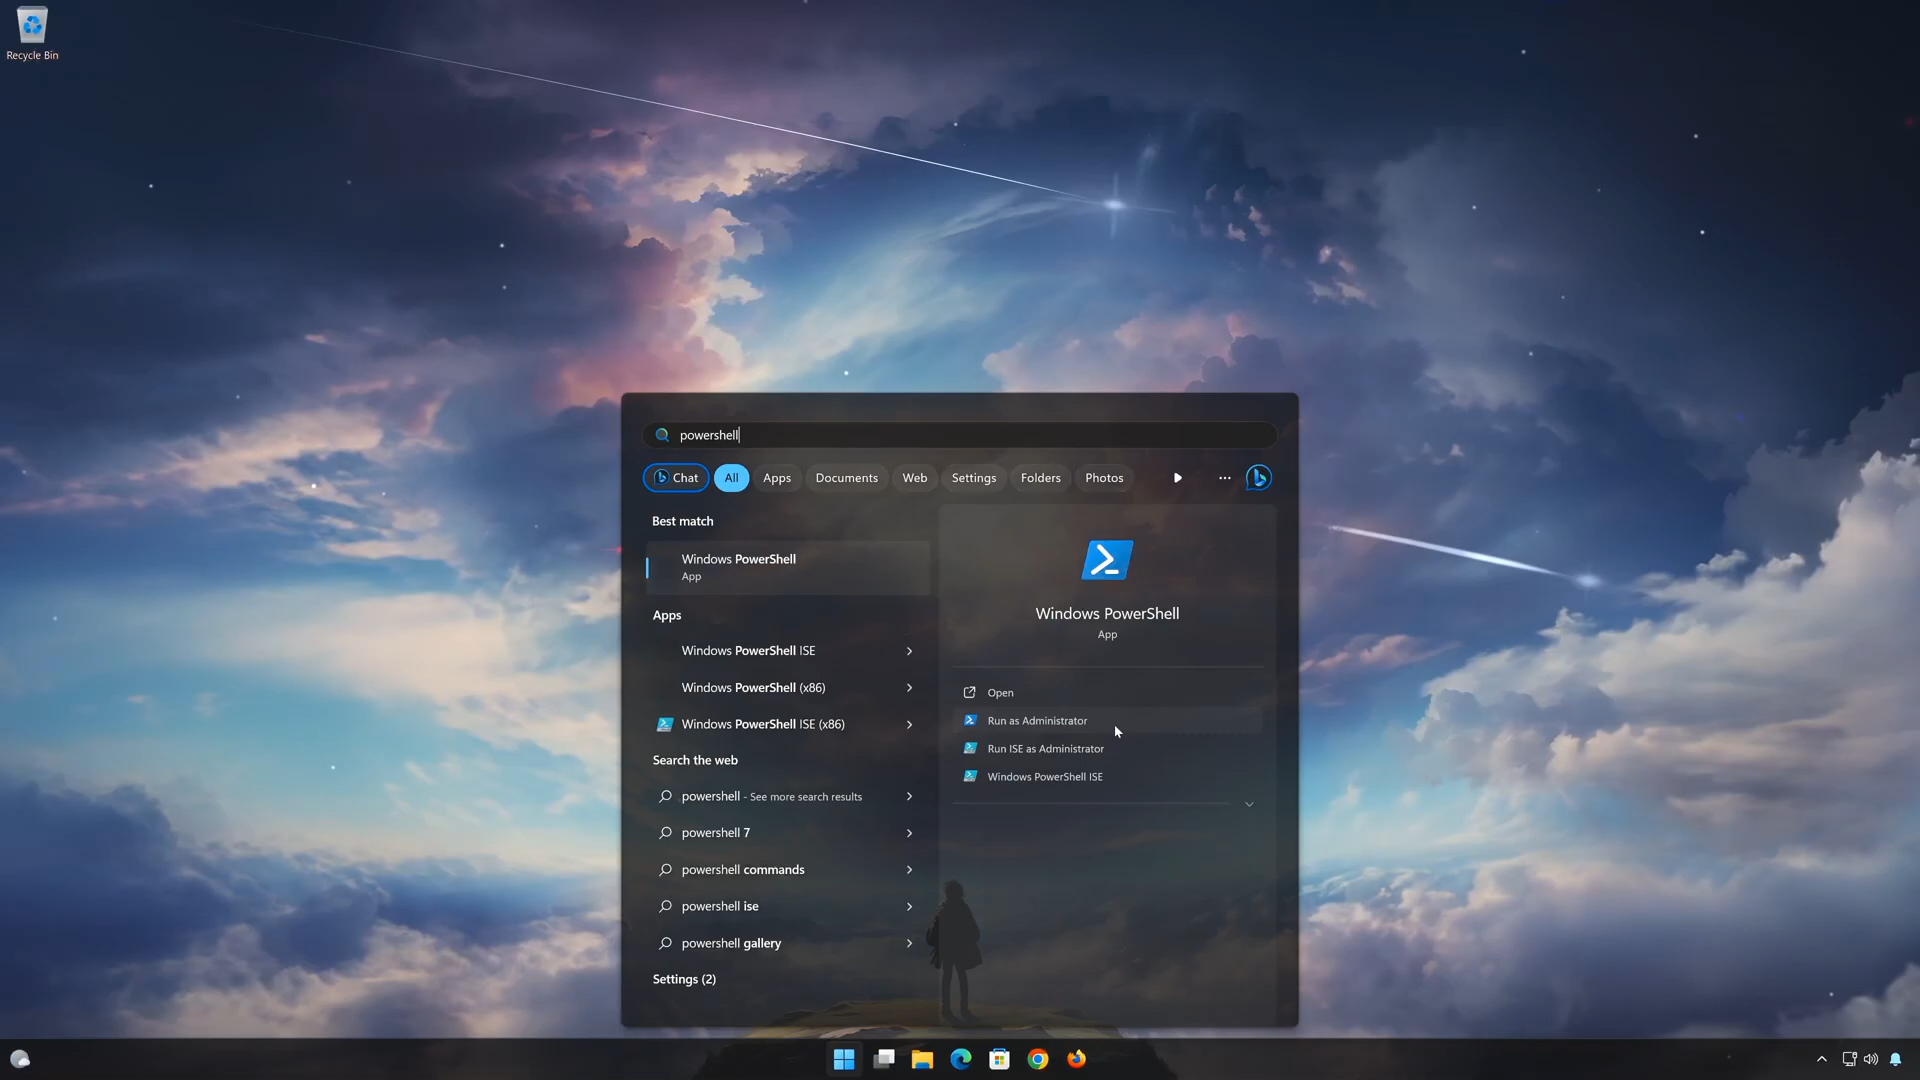 Recycle Bin
powershell
Chat All Apps Documents Web Settings Folders Photos
Best match
Windows PowerShell
App
Apps
Windows PowerShell ISE
Windows PowerShell (x86)
Windows PowerShell ISE (x86)
Search the web
powershell - See more search results
powershell 7
powershell commands
powershell ise
powershell gallery
Settings (2)
Windows PowerShell
App
Open
Run as Administrator
Run ISE as Administrator
Windows PowerShell ISE